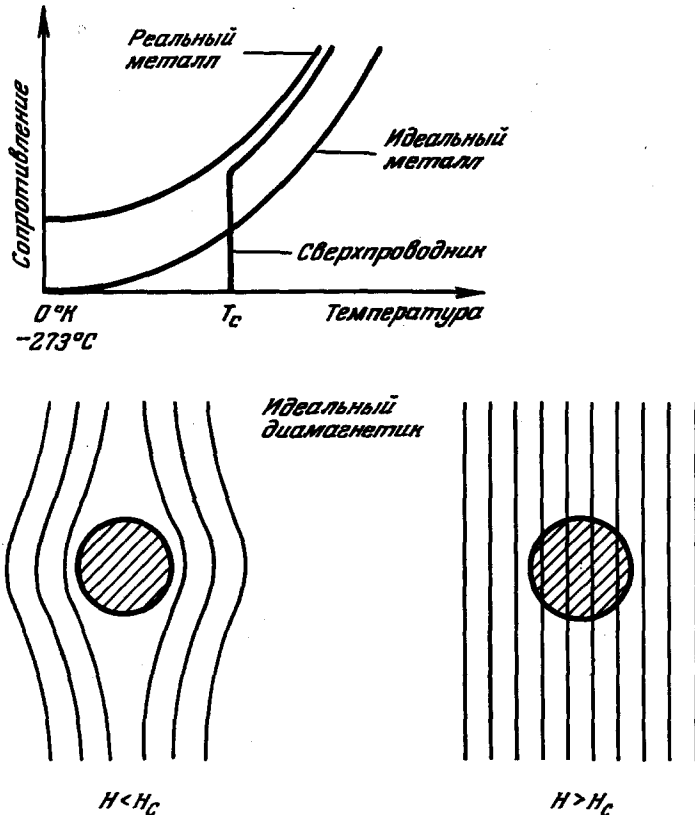 Реальный
металл
Сопротивление
Идеальный
металл
Сверхпроводник
0°К
-273°С
Tc
Температура
Идеальный
диамагнетик
H<Hc
H>Hc